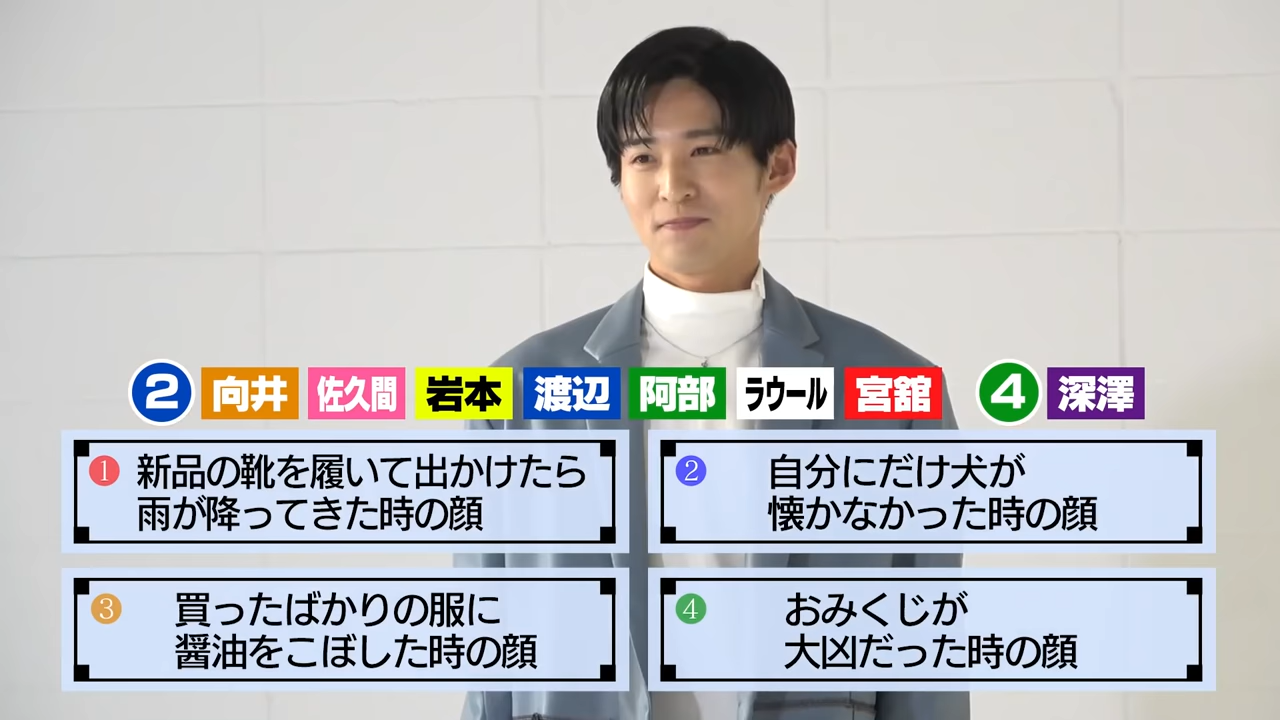 ② 向井 佐久間 岩本 渡辺 阿部 ラウール 宮舘 ④ 深澤
① 新品の靴を履いて出かけたら
雨が降ってきた時の顔
② 自分にだけ犬が
懐かなかった時の顔
③ 買ったばかりの服に
醤油をこぼした時の顔
④ おみくじが
大凶だった時の顔